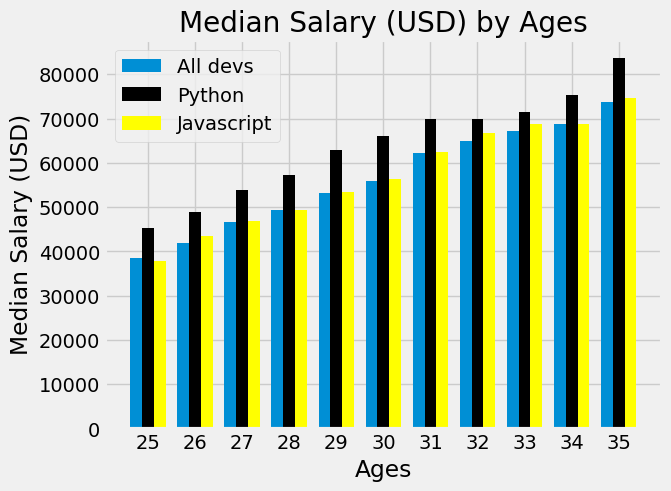 Median Salary (USD) by Ages
All devs
Python
Javascript
Median Salary (USD)
80000
70000
60000
50000
40000
30000
20000
10000
0
25 26 27 28 29 30 31 32 33 34 35
Ages